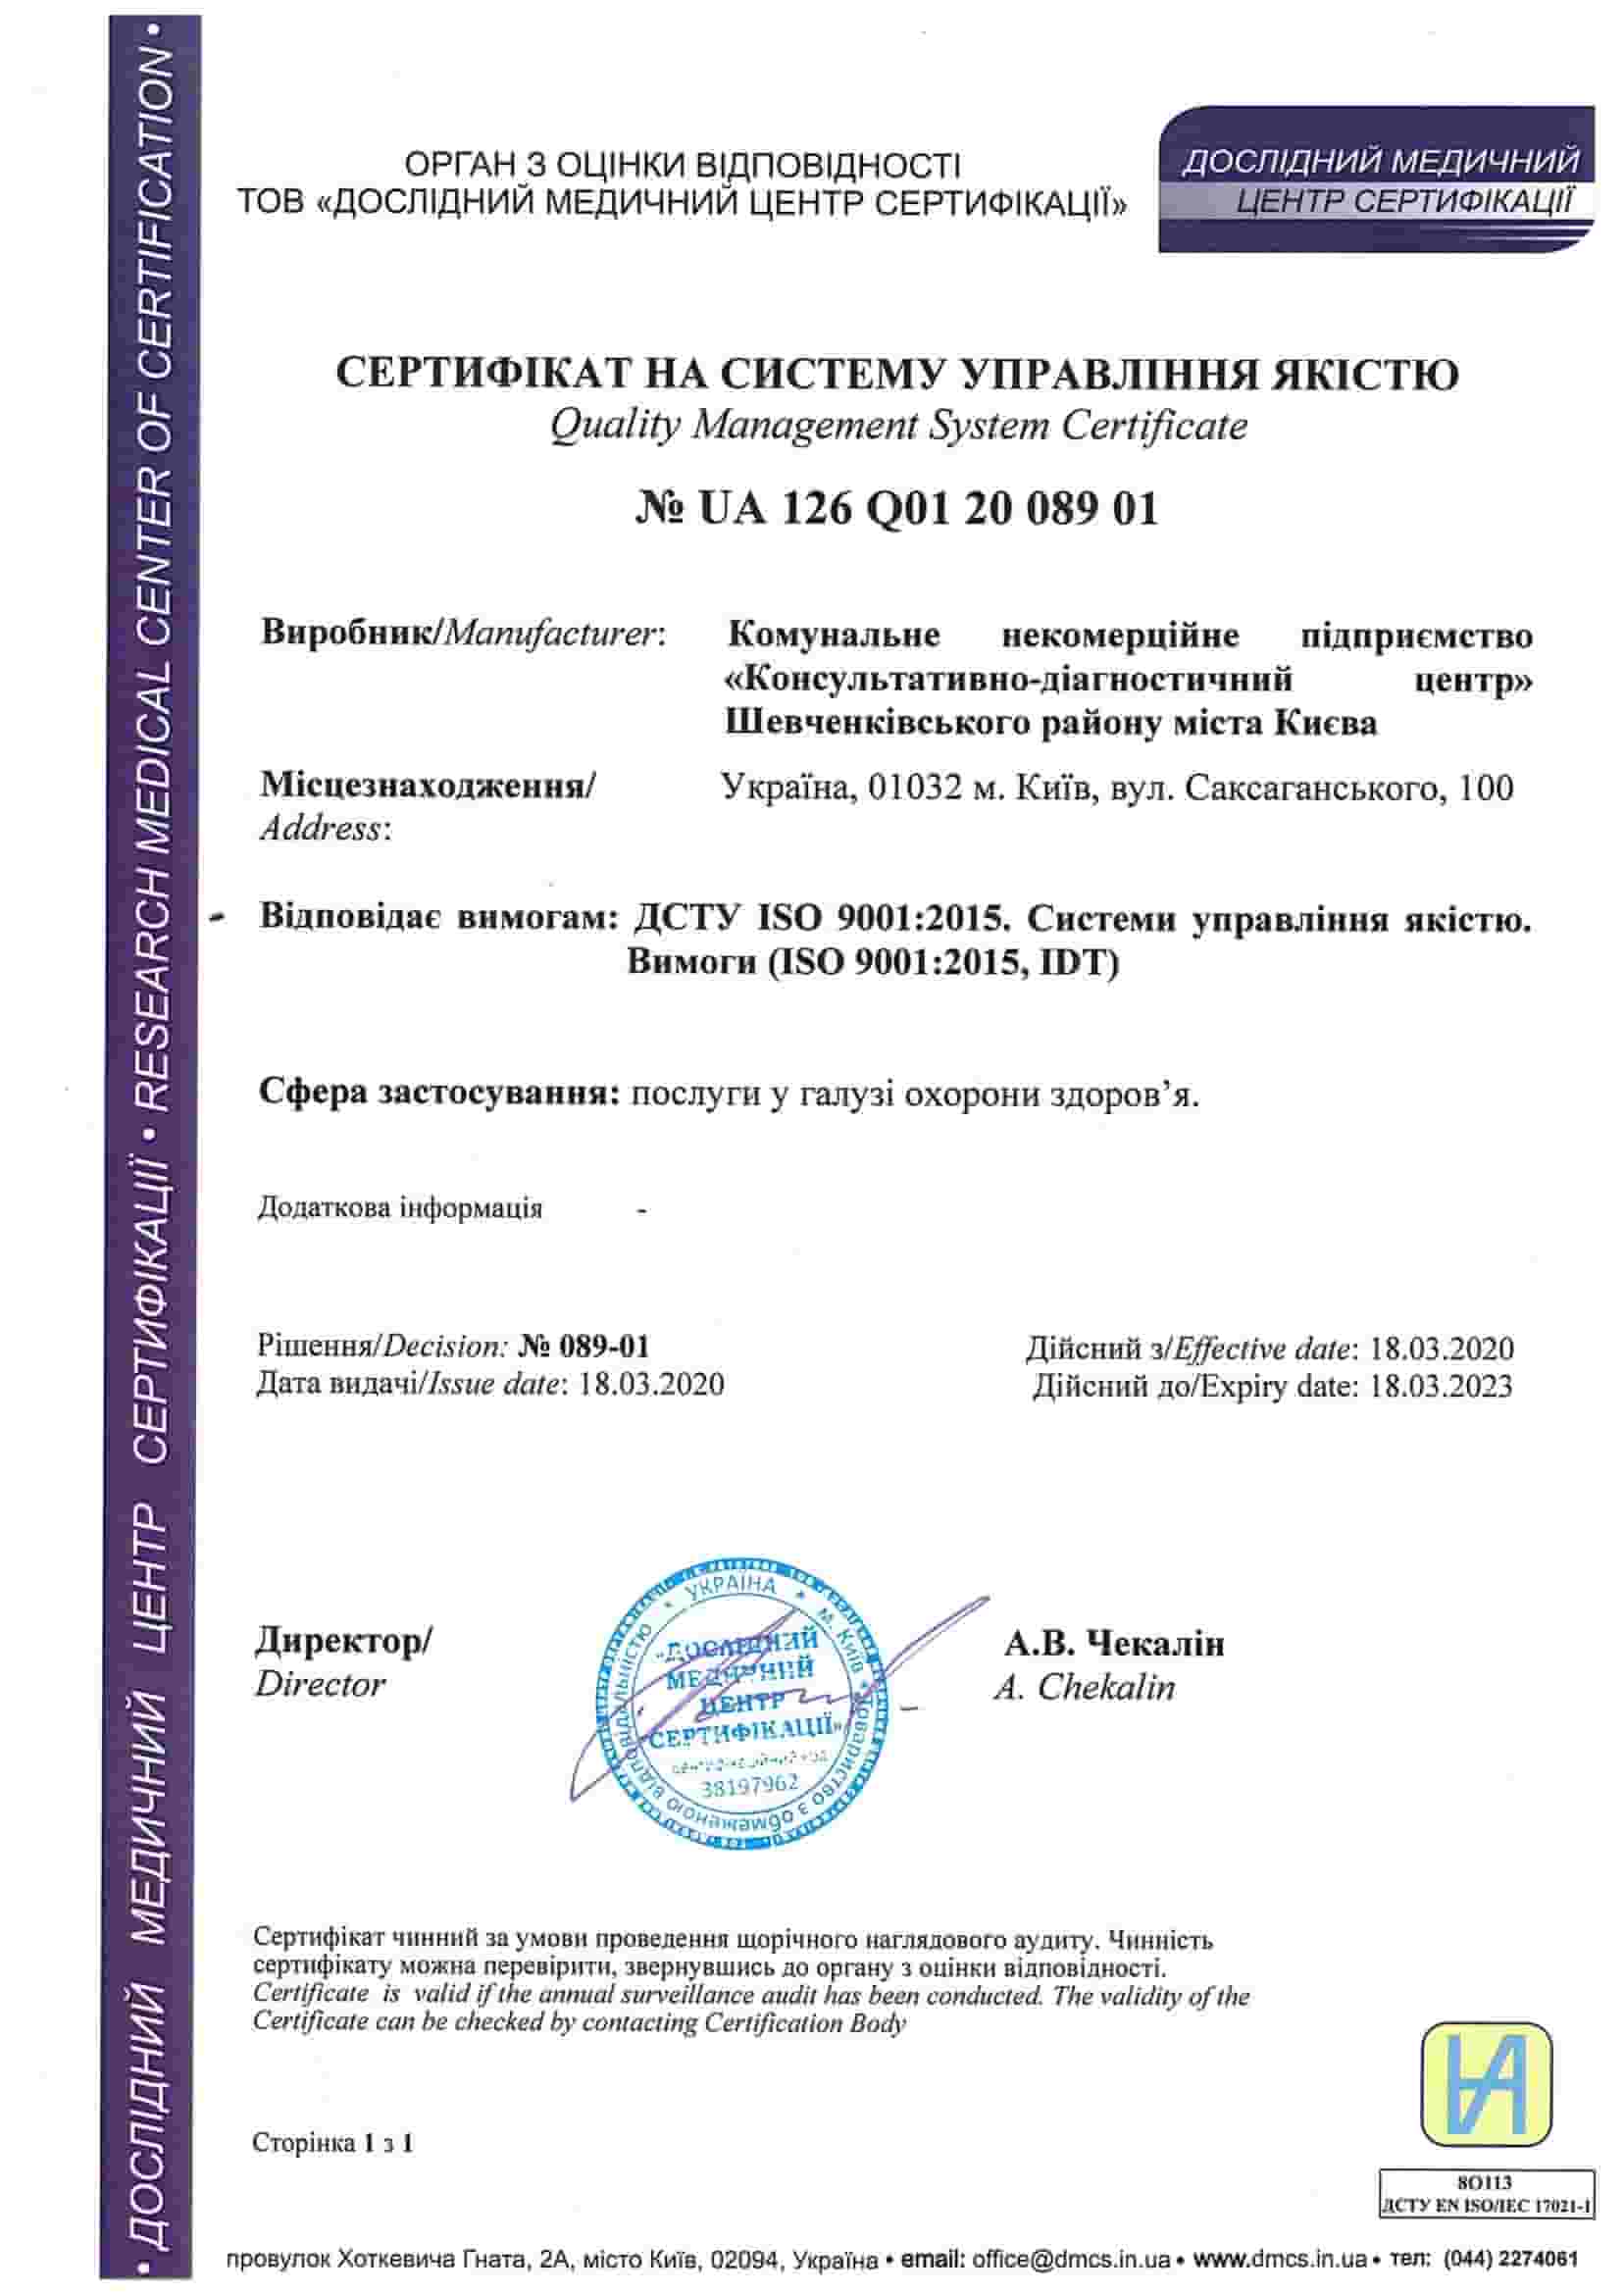 • ДОСЛІДНИЙ МЕДИЧНИЙ ЦЕНТР СЕРТИФІКАЦІЇ • RESEARCH MEDICAL CENTER OF CERTIFICATION •
ОРГАН З ОЦІНКИ ВІДПОВІДНОСТІ
ТОВ «ДОСЛІДНИЙ МЕДИЧНИЙ ЦЕНТР СЕРТИФІКАЦІЇ»
ДОСЛІДНИЙ МЕДИЧНИЙ
ЦЕНТР СЕРТИФІКАЦІЇ
СЕРТИФІКАТ НА СИСТЕМУ УПРАВЛІННЯ ЯКІСТЮ
Quality Management System Certificate
№ UA 126 Q01 20 089 01
Виробник/Manufacturer: Комунальне некомерційне підприємство
«Консультативно-діагностичний центр»
Шевченківського району міста Києва
Місцезнаходження/ Україна, 01032 м. Київ, вул. Саксаганського, 100
Address:
Відповідає вимогам: ДСТУ ISO 9001:2015. Системи управління якістю.
Вимоги (ISO 9001:2015, IDT)
Сфера застосування: послуги у галузі охорони здоров’я.
Додаткова інформація -
Рішення/Decision: № 089-01 Дійсний з/Effective date: 18.03.2020
Дата видачі/Issue date: 18.03.2020 Дійсний до/Expiry date: 18.03.2023
Директор/ А.В. Чекалін
Director A. Chekalin
УКРАЇНА * м. Київ * Товариство з обмеженою відповідальністю *
«ДОСЛІДНИЙ
МЕДИЧНИЙ
ЦЕНТР
СЕРТИФІКАЦІЇ»
38197962
Сертифікат чинний за умови проведення щорічного наглядового аудиту. Чинність
сертифікату можна перевірити, звернувшись до органу з оцінки відповідності.
Certificate is valid if the annual surveillance audit has been conducted. The validity of the
Certificate can be checked by contacting Certification Body
Сторінка 1 з 1
8О113
ДСТУ EN ISO/IEC 17021-1
провулок Хоткевича Гната, 2А, місто Київ, 02094, Україна • email: office@dmcs.in.ua • www.dmcs.in.ua • тел: (044) 2274061